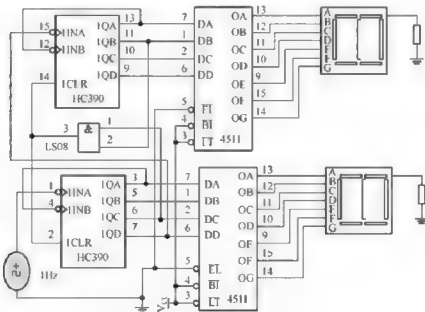 15 1INA 1QA 13 7 DA OA 13 A
12 1INB 1QB 11 1 DB OB 12 B
1QC 10 2 DC OC 11 C
14 1QD 9 6 DD OD 10 D
OE 9 E
1CLR OF 15 F
HC390 OG 14 G
3 & 1 5 EL
LS08 2 4 BI
3 LT 4511
1 1INA 1QA 3 7 DA OA 13 A
4 1INB 1QB 5 1 DB OB 12 B
1QC 6 2 DC OC 11 C
1QD 7 6 DD OD 10 D
OE 9 E
2 1CLR 5 EL OF 15 F
HC390 4 BI OG 14 G
1Hz Vcc 3 LT 4511